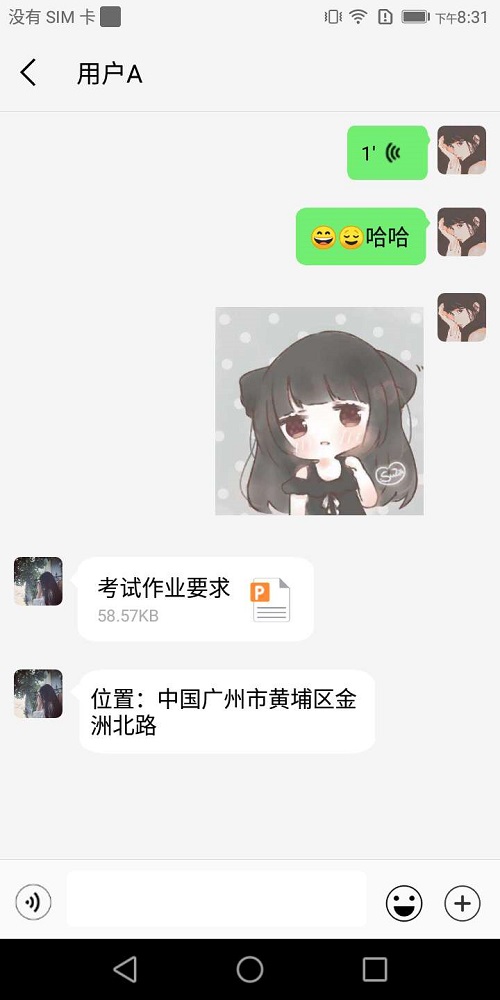 没有 SIM 卡
下午8:31
用户A
1'
哈哈
考试作业要求
P
58.57KB
位置：中国广州市黄埔区金
洲北路